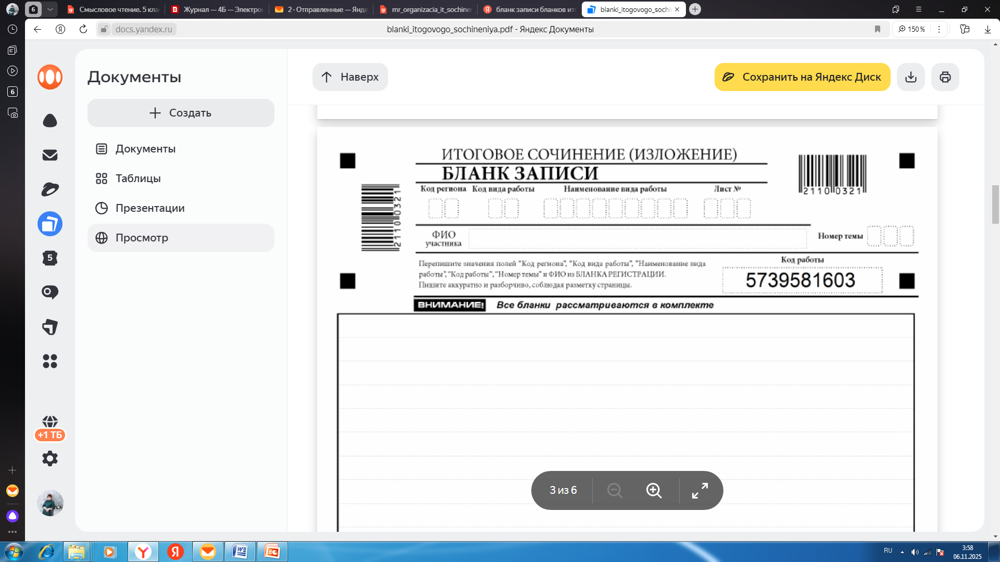 6
Смысловое чтение. 5 кла
Журнал — 4Б — Электрон
2 · Отправленные — Янде
mr_organizacia_it_sochiner
бланк записи бланков ито
blanki_itogovogo_sochi
docs.yandex.ru
blanki_itogovogo_sochineniya.pdf - Яндекс Документы
150 %
6
Документы
Создать
Документы
Таблицы
Презентации
Просмотр
5
+1 ТБ
Наверх
Сохранить на Яндекс Диск
ИТОГОВОЕ СОЧИНЕНИЕ (ИЗЛОЖЕНИЕ)
БЛАНК ЗАПИСИ
Код региона Код вида работы Наименование вида работы Лист №
2110 0321
2110 0321
ФИО
участника
Номер темы
Перепишите значения полей "Код региона", "Код вида работы", "Наименование вида
работы", "Код работы", "Номер темы" и ФИО из БЛАНКА РЕГИСТРАЦИИ.
Пишите аккуратно и разборчиво, соблюдая разметку страницы.
Код работы
5739581603
ВНИМАНИЕ! Все бланки рассматриваются в комплекте
3 из 6
RU
3:58
06.11.2025